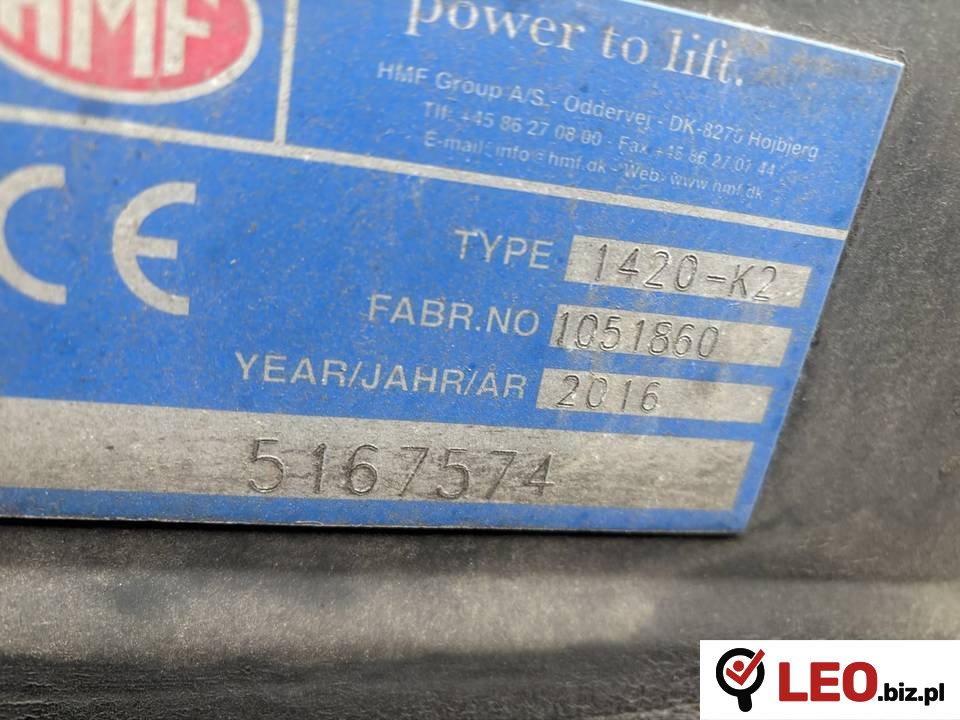 HMF
power to lift.
HMF Group A/S - Oddervej - DK-8270 Hojbjerg
Tlf. +45 86 27 08 00 - Fax +45 86 27 07 44
E-mail: info@hmf.dk - Web: www.hmf.dk
CE
TYPE 1420-K2
FABR.NO 1051860
YEAR/JAHR/ÅR 2016
5167574
LEO.biz.pl